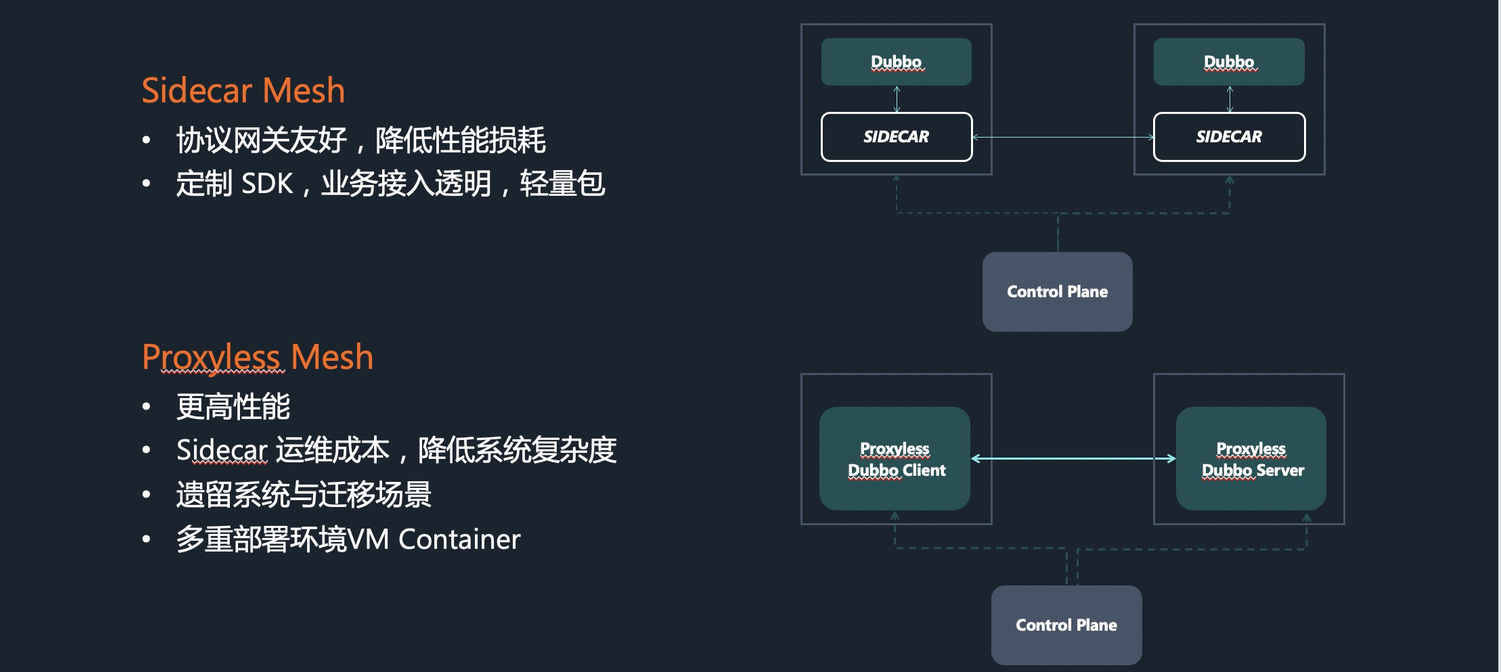 Sidecar Mesh
• 协议网关友好，降低性能损耗
• 定制 SDK，业务接入透明，轻量包
Dubbo
Dubbo
SIDECAR
SIDECAR
Control Plane
Proxyless Mesh
• 更高性能
• Sidecar 运维成本，降低系统复杂度
• 遗留系统与迁移场景
• 多重部署环境VM Container
Proxyless
Dubbo Client
Proxyless
Dubbo Server
Control Plane